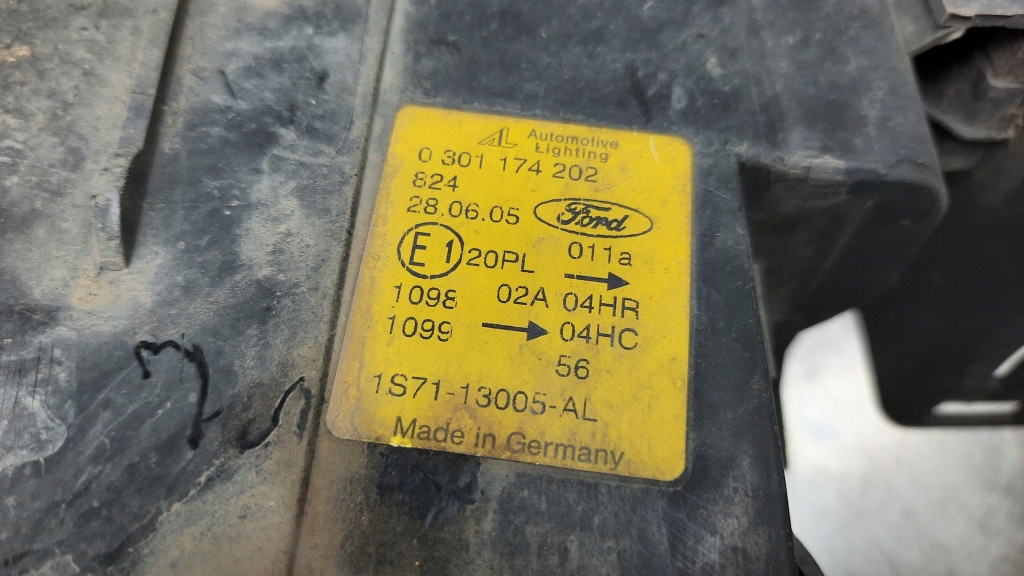 AL Automotive
Lighting
0 301 174 202
824
28.06.05 Ford
011a
E1 20PL →
1098 02A 04HR
1099 → 04HC
56
1S71-13005-AL
Made in Germany